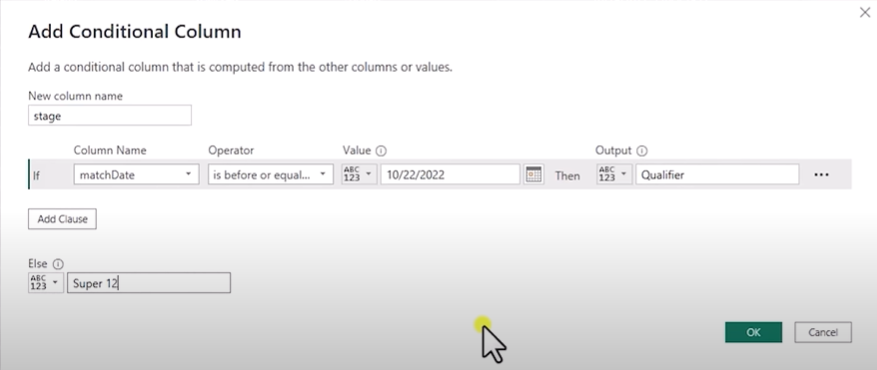 Add Conditional Column
Add a conditional column that is computed from the other columns or values.
New column name
stage
Column Name Operator Value Output
If matchDate is before or equal... ABC 123 10/22/2022 Then ABC 123 Qualifier ...
Add Clause
Else
ABC 123 Super 12
OK Cancel